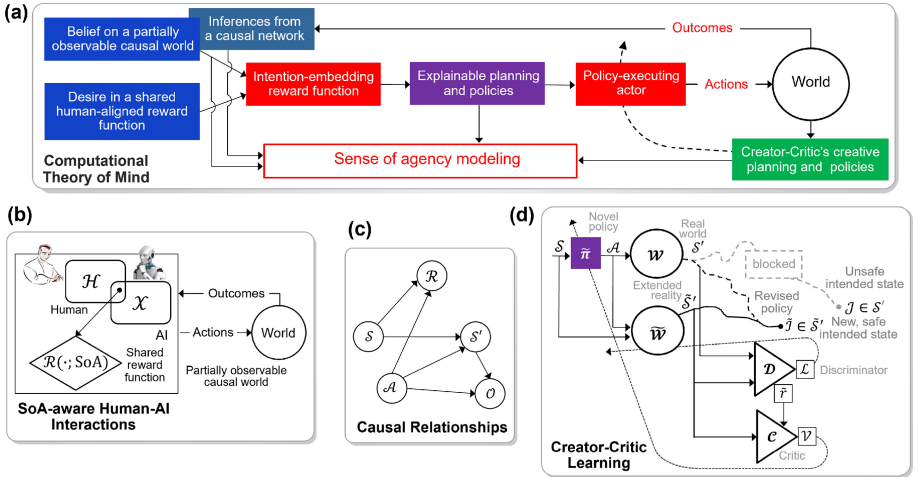 (a)
Belief on a partially
observable causal world
Inferences from
a causal network
Outcomes
Desire in a shared
human-aligned reward
function
Intention-embedding
reward function
Explainable planning
and policies
Policy-executing
actor
Actions
World
Sense of agency modeling
Creator-Critic's creative
planning and policies
Computational
Theory of Mind
(b)
ℋ
Human
𝒳
AI
Outcomes
Actions
World
ℛ(·; SoA)
Shared
reward
function
Partially observable
causal world
SoA-aware Human-AI
Interactions
(c)
ℛ
𝒮
𝒮′
𝒜
𝒪
Causal Relationships
(d)
Novel
policy
𝒮
π̃
𝒜
Real
world
𝒲
𝒮′
blocked
Unsafe
intended state
ℐ ∈ 𝒮′
Extended
reality
𝒲̃
𝒮̃′
Revised
policy
ℐ̃ ∈ 𝒮̃′
New, safe
intended state
𝒟
ℒ
Discriminator
r̃
𝒞
𝒱
Critic
Creator-Critic
Learning